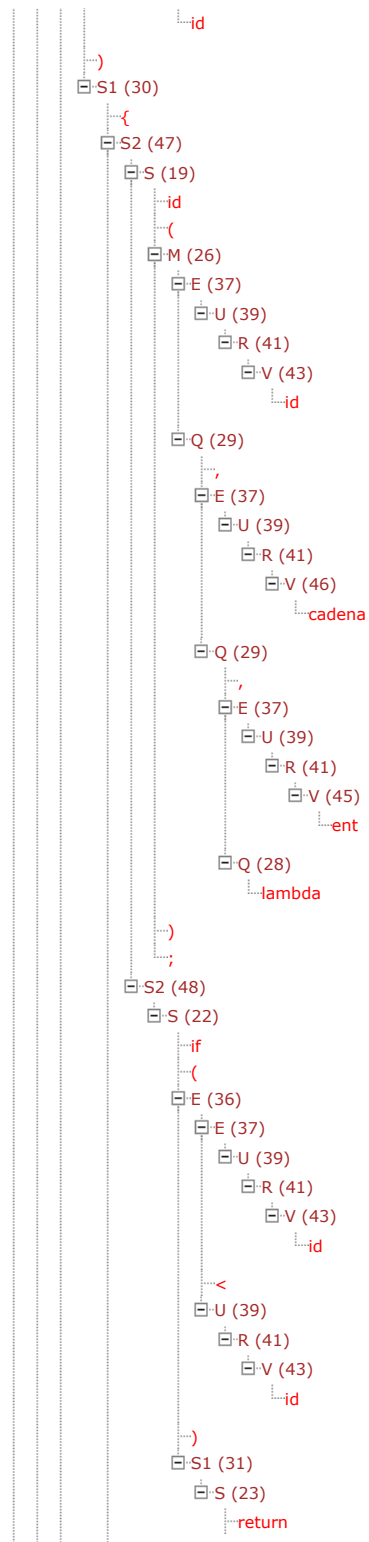 id
)
S1 (30)
{
S2 (47)
S (19)
id
(
M (26)
E (37)
U (39)
R (41)
V (43)
id
Q (29)
,
E (37)
U (39)
R (41)
V (46)
cadena
Q (29)
,
E (37)
U (39)
R (41)
V (45)
ent
Q (28)
lambda
)
;
S2 (48)
S (22)
if
(
E (36)
E (37)
U (39)
R (41)
V (43)
id
<
U (39)
R (41)
V (43)
id
)
S1 (31)
S (23)
return